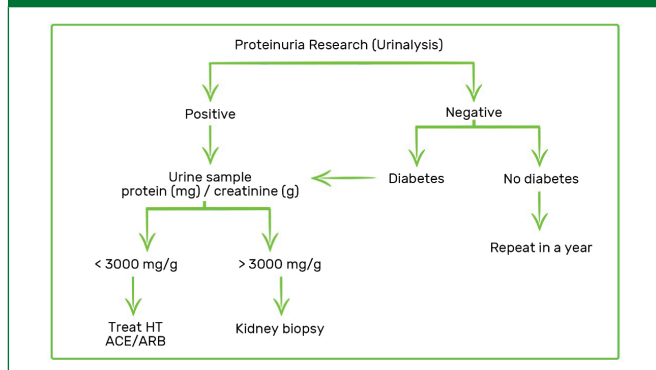 Proteinuria Research (Urinalysis)
Positive
Negative
Urine sample
protein (mg) / creatinine (g)
Diabetes
No diabetes
Repeat in a year
< 3000 mg/g
> 3000 mg/g
Treat HT
ACE/ARB
Kidney biopsy